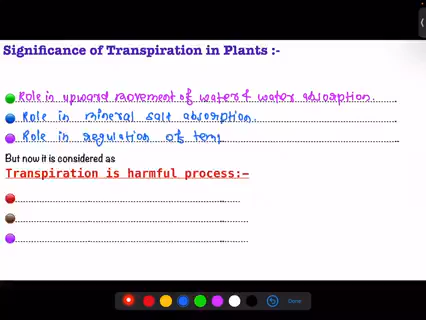 Significance of Transpiration in Plants :-
Role in upward movement of water & water absorption.
Role in mineral salt absorption.
Role in regulation of temp
But now it is considered as
Transpiration is harmful process:-
Done